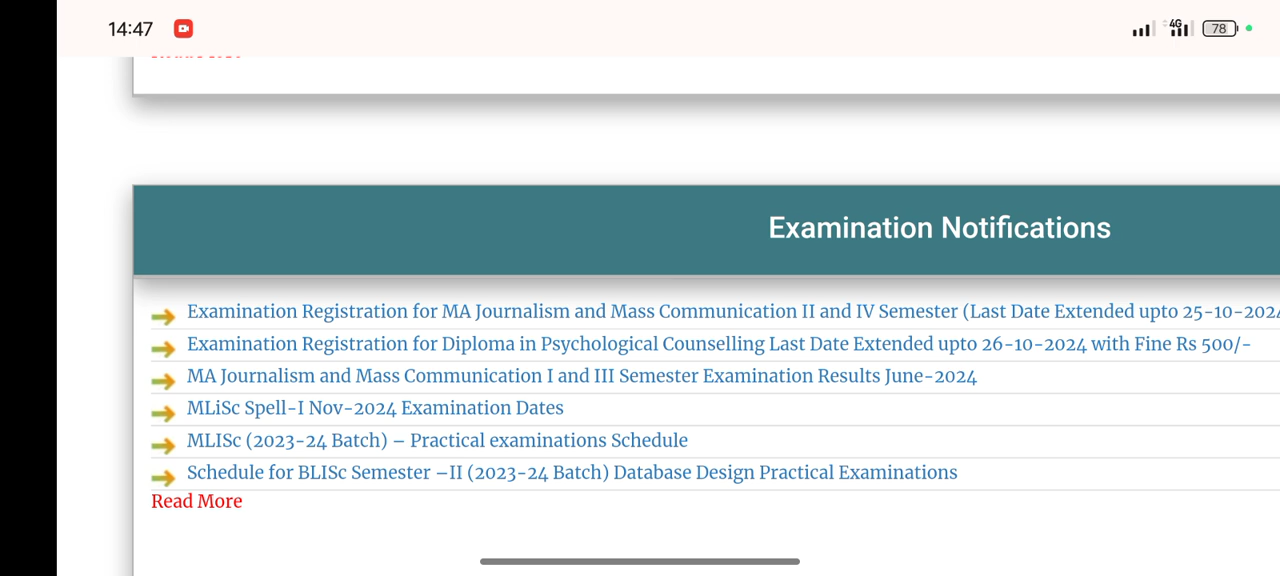 14:47
4G
78
Examination Notifications
Examination Registration for MA Journalism and Mass Communication II and IV Semester (Last Date Extended upto 25-10-2024
Examination Registration for Diploma in Psychological Counselling Last Date Extended upto 26-10-2024 with Fine Rs 500/-
MA Journalism and Mass Communication I and III Semester Examination Results June-2024
MLiSc Spell-I Nov-2024 Examination Dates
MLISc (2023-24 Batch) – Practical examinations Schedule
Schedule for BLISc Semester –II (2023-24 Batch) Database Design Practical Examinations
Read More